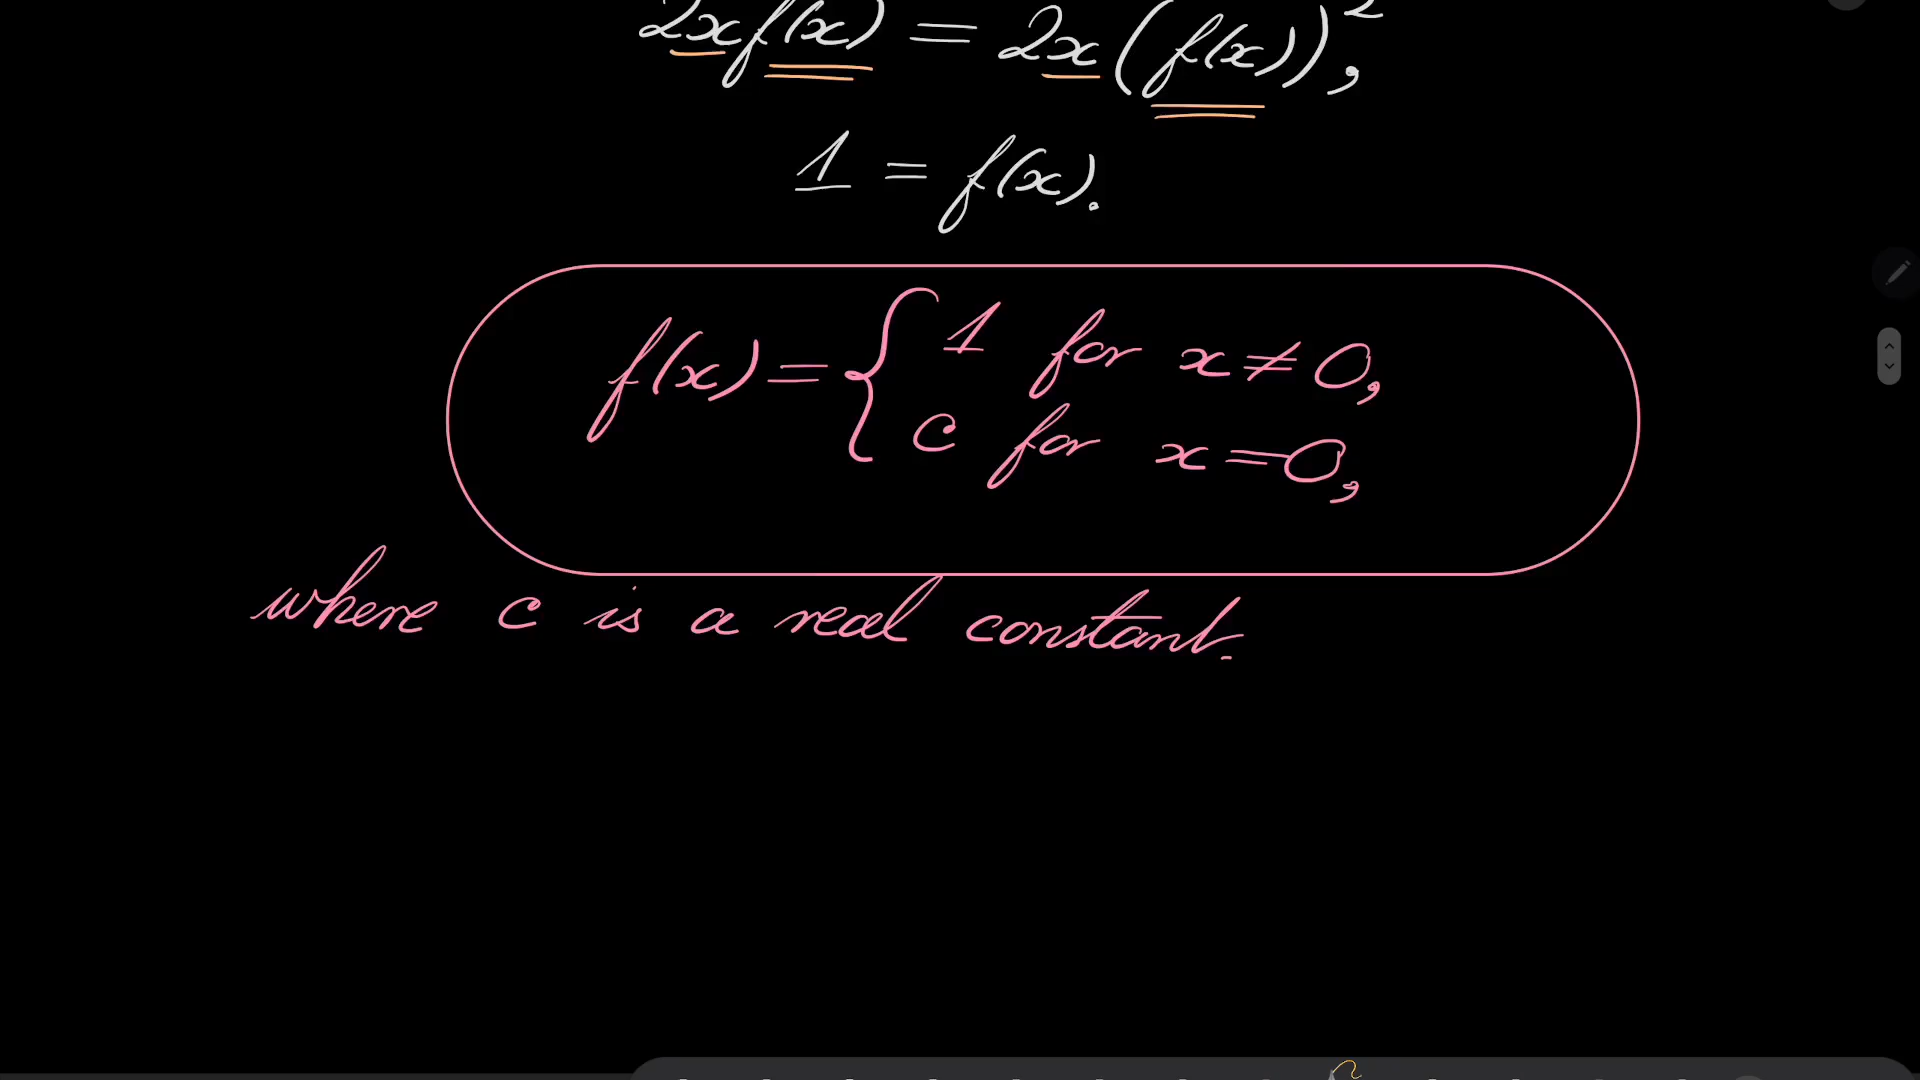 2xf(x) = 2x(f(x))²,
1 = f(x).
f(x) = { 1 for x ≠ 0,
c for x = 0,
where c is a real constant.